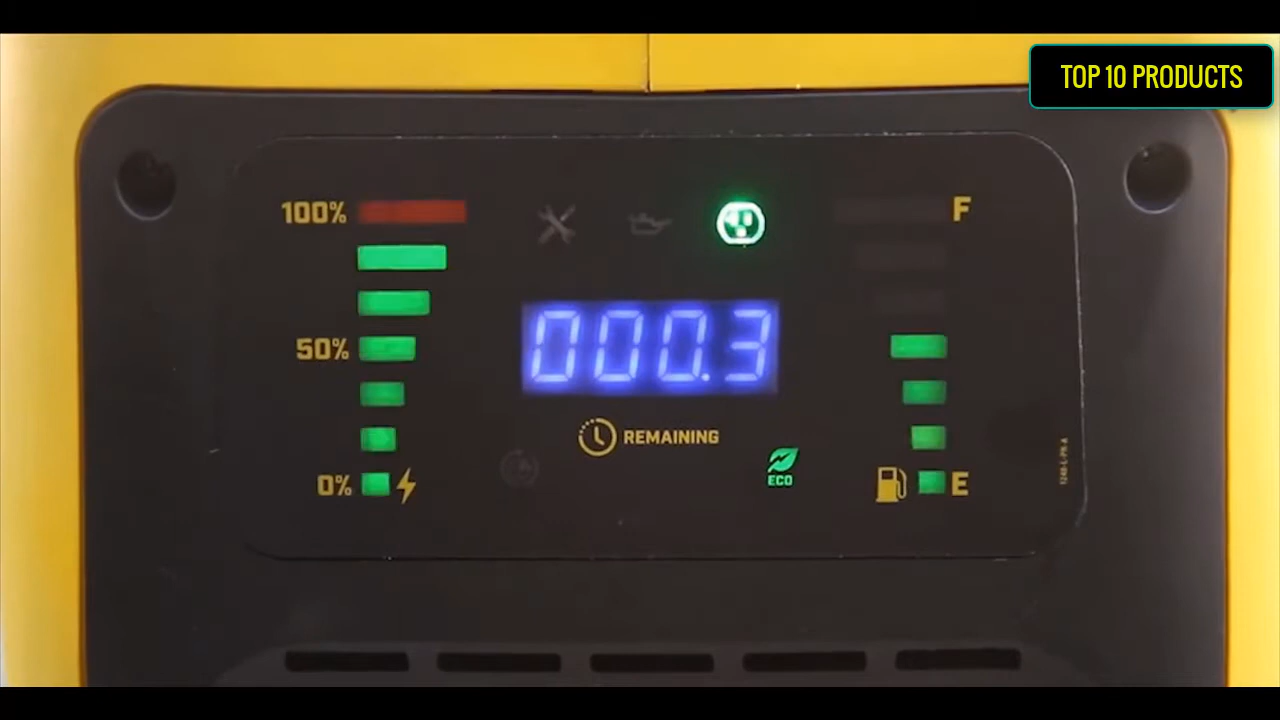 TOP 10 PRODUCTS
100%
F
50%
000.3
REMAINING
ECO
0%
E